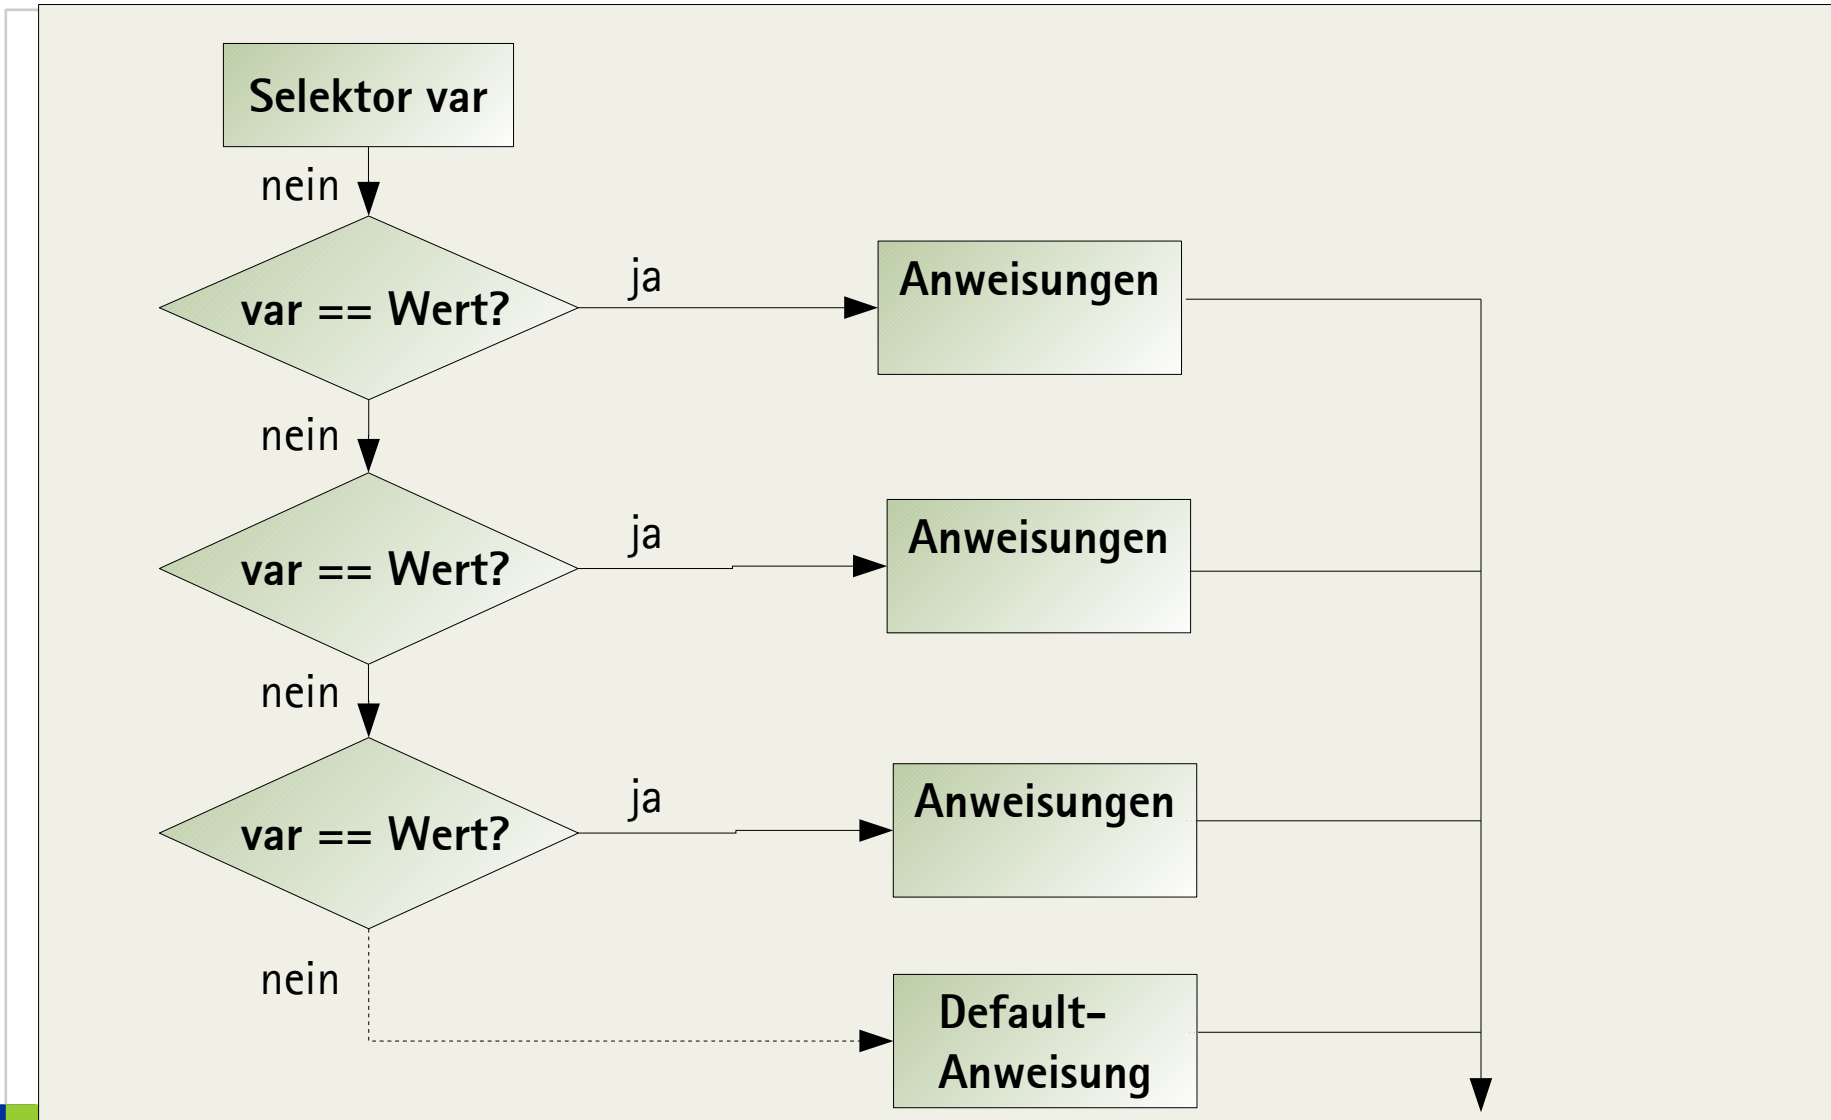 Selektor var
nein
var == Wert?
ja
Anweisungen
nein
var == Wert?
ja
Anweisungen
nein
var == Wert?
ja
Anweisungen
nein
Default-
Anweisung